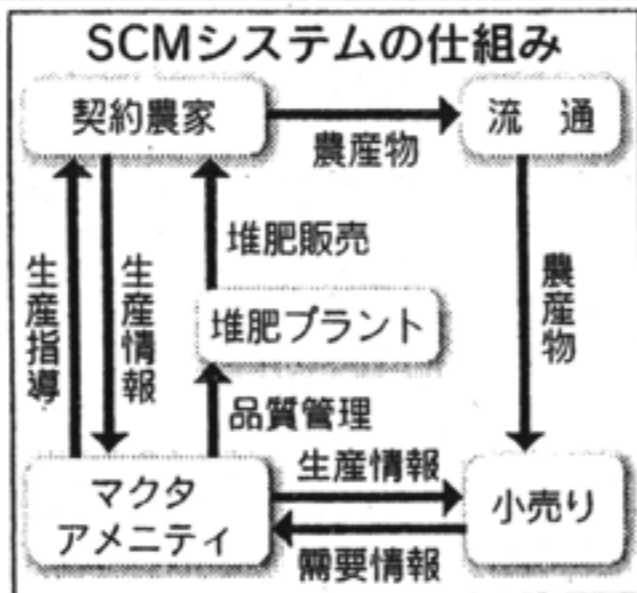 SCMシステムの仕組み
契約農家
流　通
農産物
堆肥販売
生産指導
生産情報
農産物
堆肥プラント
品質管理
生産情報
マクタ
アメニティ
小売り
需要情報